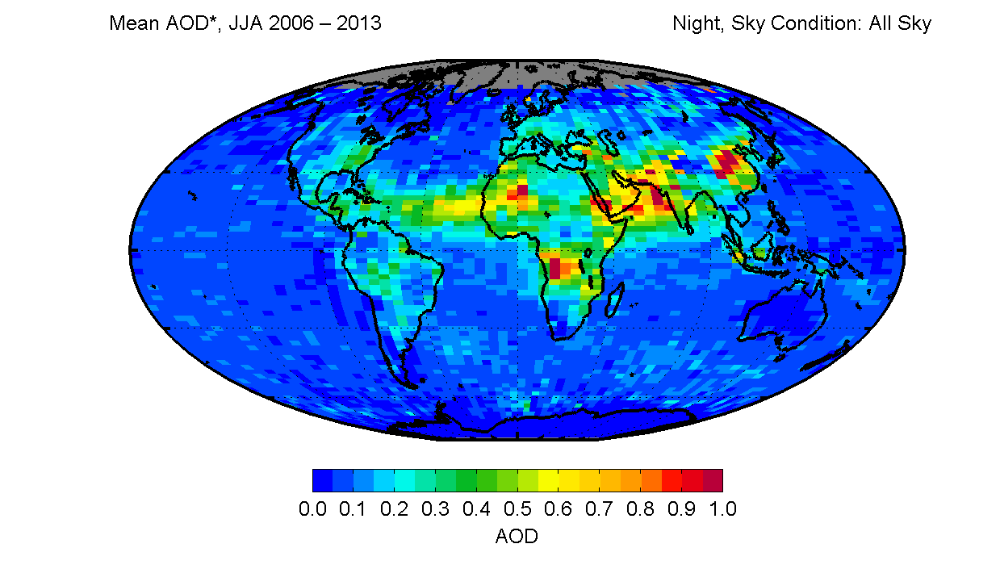 Mean AOD*, JJA 2006 – 2013
Night, Sky Condition: All Sky
0.0 0.1 0.2 0.3 0.4 0.5 0.6 0.7 0.8 0.9 1.0
AOD